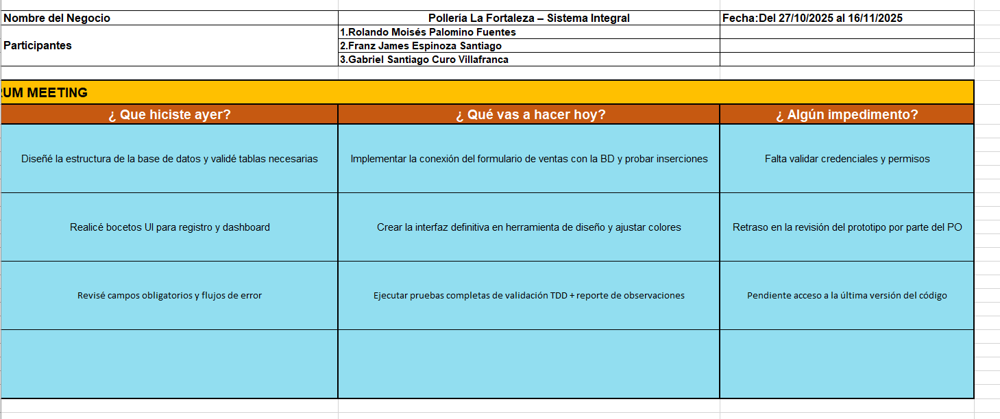 Nombre del Negocio
Pollería La Fortaleza – Sistema Integral
Fecha:Del 27/10/2025 al 16/11/2025
Participantes
1.Rolando Moisés Palomino Fuentes
2.Franz James Espinoza Santiago
3.Gabriel Santiago Curo Villafranca
RUM MEETING
¿ Que hiciste ayer?
¿ Qué vas a hacer hoy?
¿ Algún impedimento?
Diseñé la estructura de la base de datos y validé tablas necesarias
Implementar la conexión del formulario de ventas con la BD y probar inserciones
Falta validar credenciales y permisos
Realicé bocetos UI para registro y dashboard
Crear la interfaz definitiva en herramienta de diseño y ajustar colores
Retraso en la revisión del prototipo por parte del PO
Revisé campos obligatorios y flujos de error
Ejecutar pruebas completas de validación TDD + reporte de observaciones
Pendiente acceso a la última versión del código